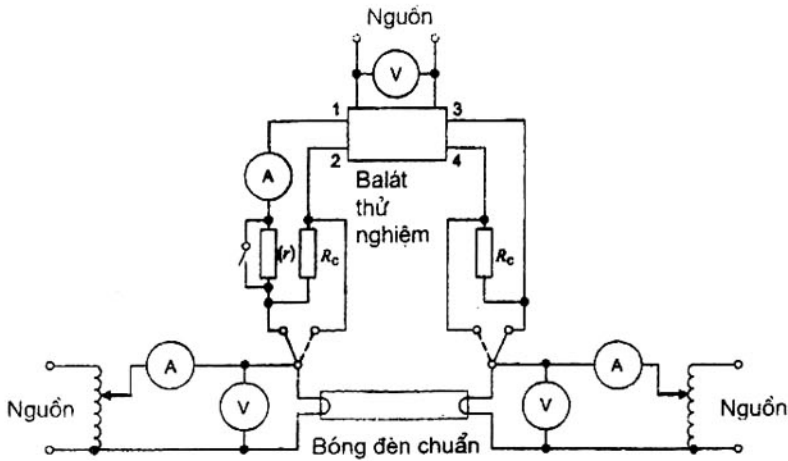 Nguồn
V
1
3
2
4
A
Balát
thử
nghiệm
(r)
Rc
Rc
A
A
Nguồn
V
V
Nguồn
Bóng đèn chuẩn